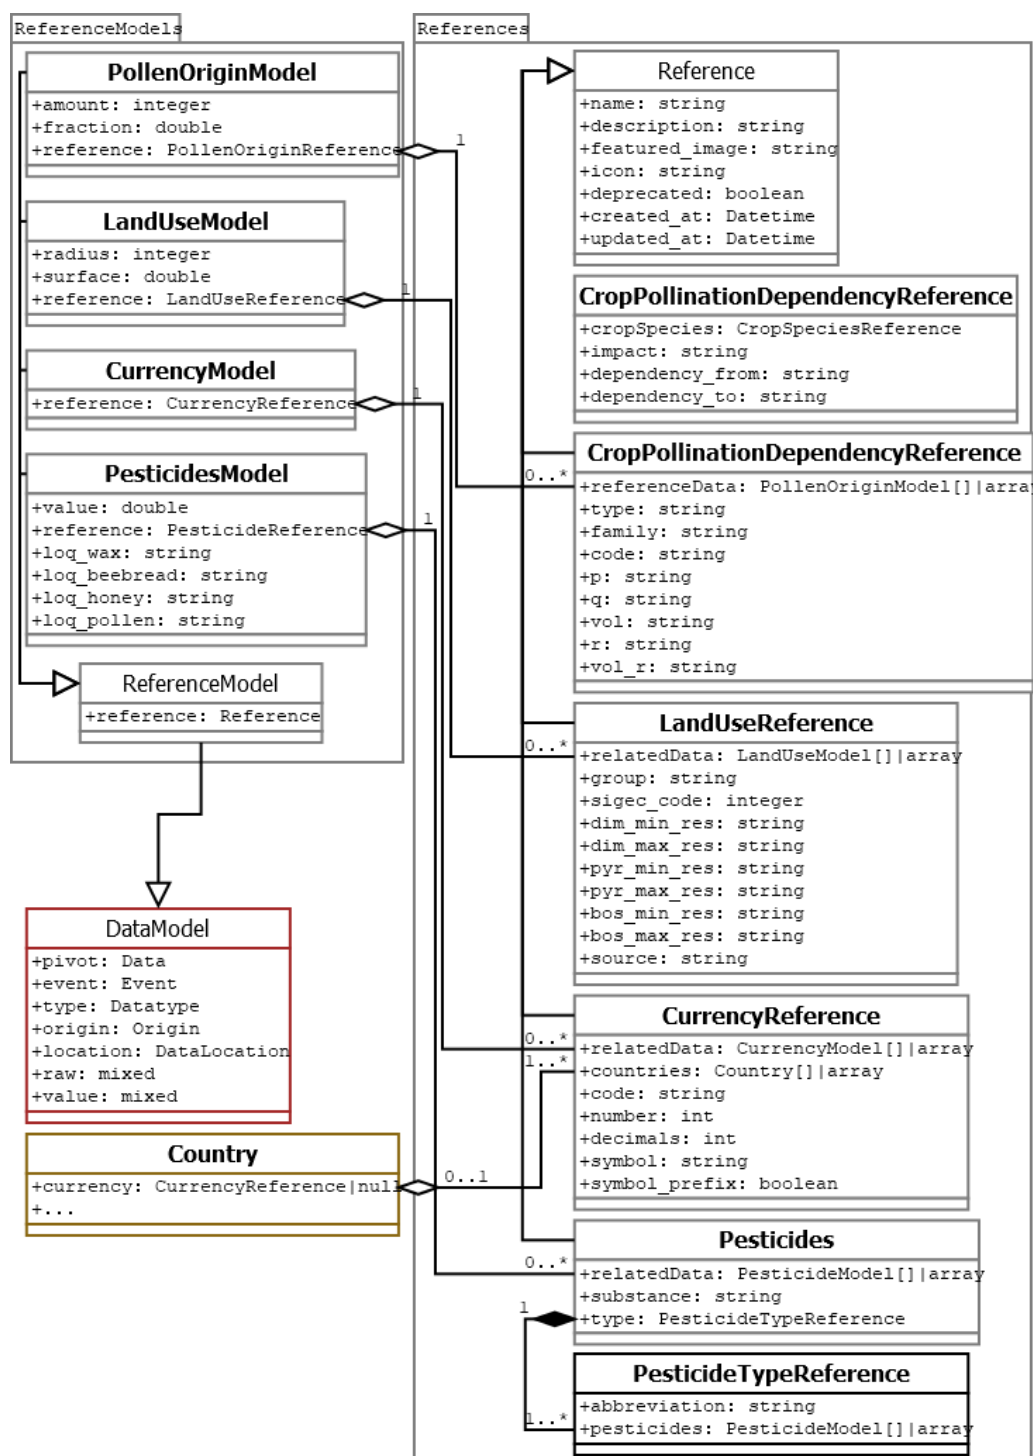 ReferenceModels
PollenOriginModel
+amount: integer
+fraction: double
+reference: PollenOriginReference
1
LandUseModel
+radius: integer
+surface: double
+reference: LandUseReference
1
CurrencyModel
+reference: CurrencyReference
1
PesticidesModel
+value: double
+reference: PesticideReference
1
+loq_wax: string
+loq_beebread: string
+loq_honey: string
+loq_pollen: string
ReferenceModel
+reference: Reference
DataModel
+pivot: Data
+event: Event
+type: Datatype
+origin: Origin
+location: DataLocation
+raw: mixed
+value: mixed
Country
+currency: CurrencyReference|null
0..1
+...
References
Reference
+name: string
+description: string
+featured_image: string
+icon: string
+deprecated: boolean
+created_at: Datetime
+updated_at: Datetime
CropPollinationDependencyReference
+cropSpecies: CropSpeciesReference
+impact: string
+dependency_from: string
+dependency_to: string
CropPollinationDependencyReference
0..*
+referenceData: PollenOriginModel[]|array
+type: string
+family: string
+code: string
+p: string
+q: string
+vol: string
+r: string
+vol_r: string
LandUseReference
0..*
+relatedData: LandUseModel[]|array
+group: string
+sigec_code: integer
+dim_min_res: string
+dim_max_res: string
+pyr_min_res: string
+pyr_max_res: string
+bos_min_res: string
+bos_max_res: string
+source: string
CurrencyReference
0..*
+relatedData: CurrencyModel[]|array
1..*
+countries: Country[]|array
+code: string
+number: int
+decimals: int
+symbol: string
+symbol_prefix: boolean
Pesticides
0..*
+relatedData: PesticideModel[]|array
+substance: string
1
+type: PesticideTypeReference
PesticideTypeReference
+abbreviation: string
1..*
+pesticides: PesticideModel[]|array